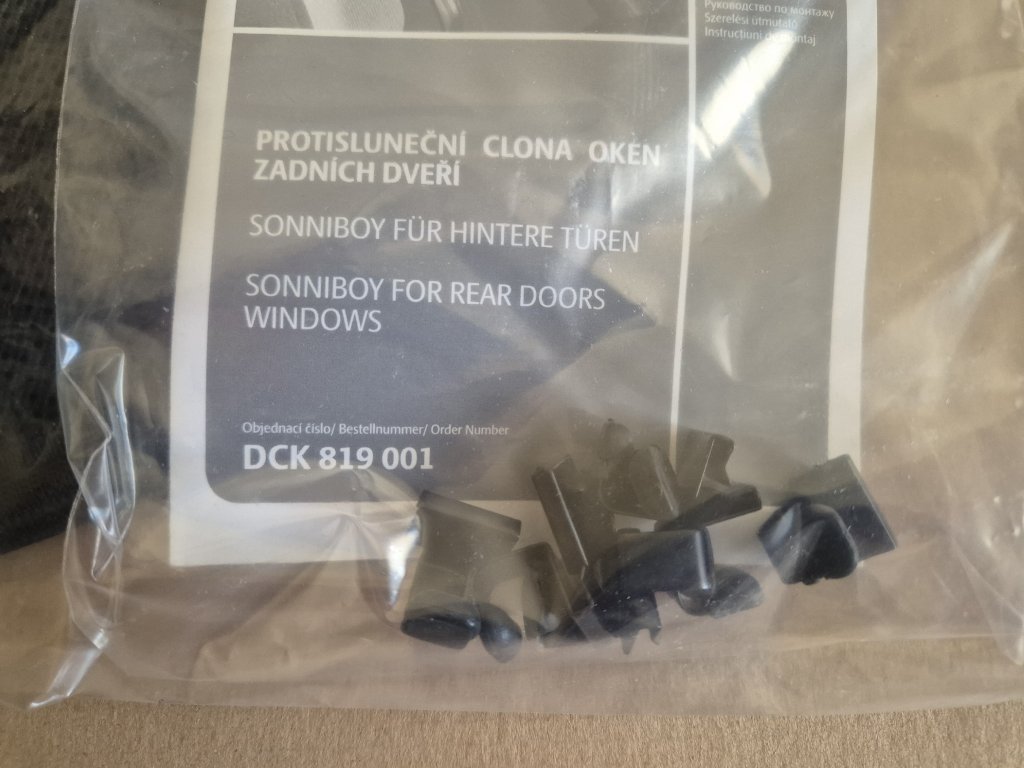 Руководство по монтажу
Szerelési útmutató
Instrucţiuni de montaj
PROTISLUNEČNÍ CLONA OKEN
ZADNÍCH DVEŘÍ
SONNIBOY FÜR HINTERE TÜREN
SONNIBOY FOR REAR DOORS
WINDOWS
Objednací číslo/ Bestellnummer/ Order Number
DCK 819 001